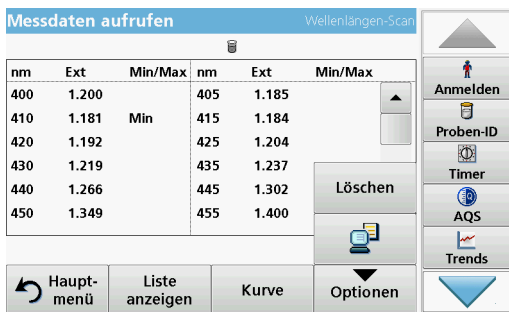 Messdaten aufrufen Wellenlängen-Scan
nm Ext Min/Max nm Ext Min/Max
400 1.200 405 1.185
410 1.181 Min 415 1.184
420 1.192 425 1.204
430 1.219 435 1.237
440 1.266 445 1.302
450 1.349 455 1.400
Löschen
Haupt-
menü
Liste
anzeigen
Kurve
Optionen
Anmelden
Proben-ID
Timer
AQS
Trends